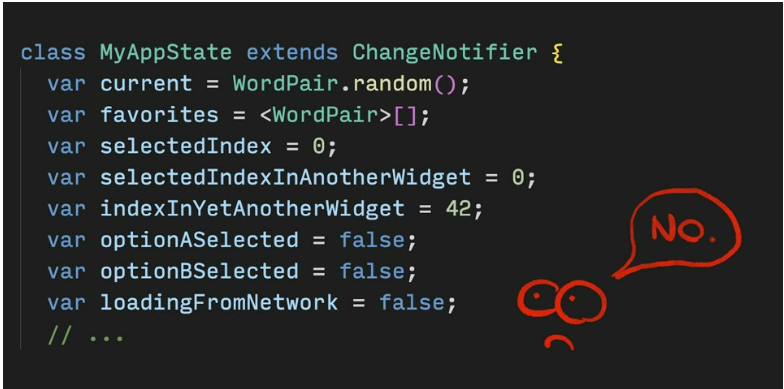 class MyAppState extends ChangeNotifier {
var current = WordPair.random();
var favorites = <WordPair>[];
var selectedIndex = 0;
var selectedIndexInAnotherWidget = 0;
var indexInYetAnotherWidget = 42;
var optionASelected = false;
var optionBSelected = false;
var loadingFromNetwork = false;
// ...
NO.